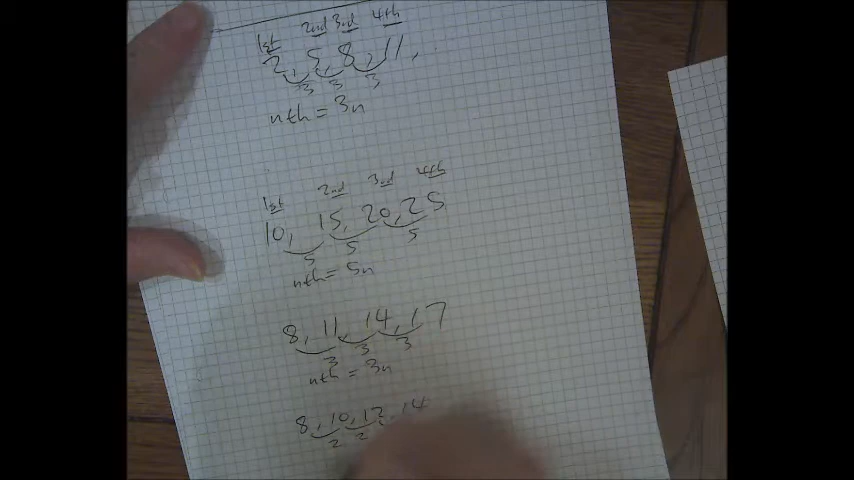 1st 2nd 3rd 4th
2, 5, 8, 11,
3 3 3
nth = 3n
1st 2nd 3rd 4th
10, 15, 20, 25
5 5 5
nth = 5n
8, 11, 14, 17
3 3 3
nth = 3n
8, 10, 12, 14
2 2